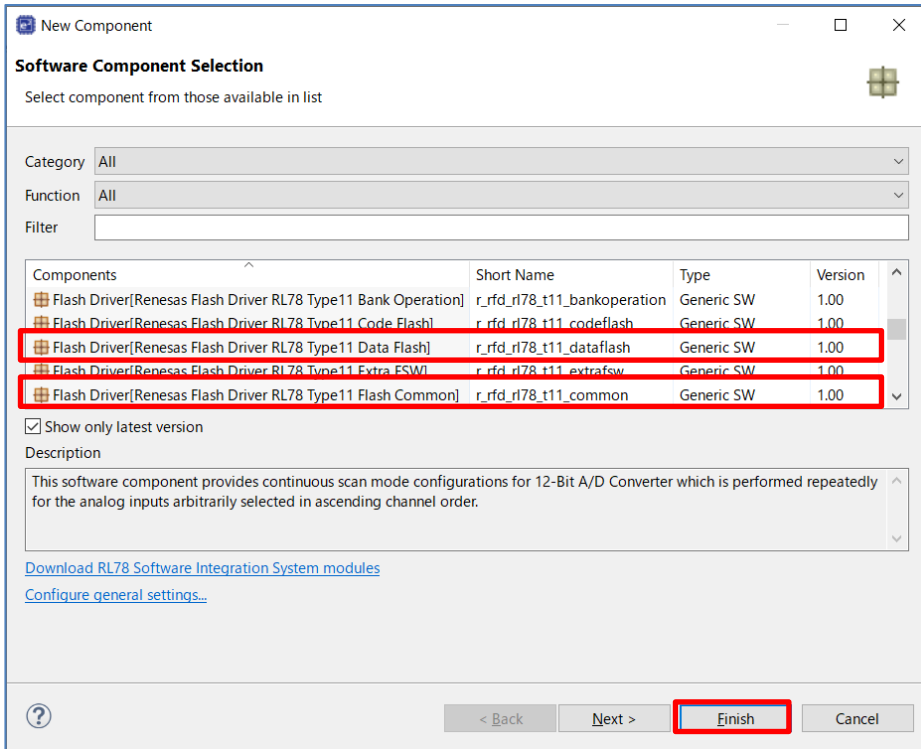 New Component
Software Component Selection
Select component from those available in list
Category All
Function All
Filter
Components Short Name Type Version
Flash Driver[Renesas Flash Driver RL78 Type11 Bank Operation] r_rfd_rl78_t11_bankoperation Generic SW 1.00
Flash Driver[Renesas Flash Driver RL78 Type11 Code Flash] r_rfd_rl78_t11_codeflash Generic SW 1.00
Flash Driver[Renesas Flash Driver RL78 Type11 Data Flash] r_rfd_rl78_t11_dataflash Generic SW 1.00
Flash Driver[Renesas Flash Driver RL78 Type11 Extra FSW] r_rfd_rl78_t11_extrafsw Generic SW 1.00
Flash Driver[Renesas Flash Driver RL78 Type11 Flash Common] r_rfd_rl78_t11_common Generic SW 1.00
Show only latest version
Description
This software component provides continuous scan mode configurations for 12-Bit A/D Converter which is performed repeatedly
for the analog inputs arbitrarily selected in ascending channel order.
Download RL78 Software Integration System modules
Configure general settings...
? < Back Next > Finish Cancel